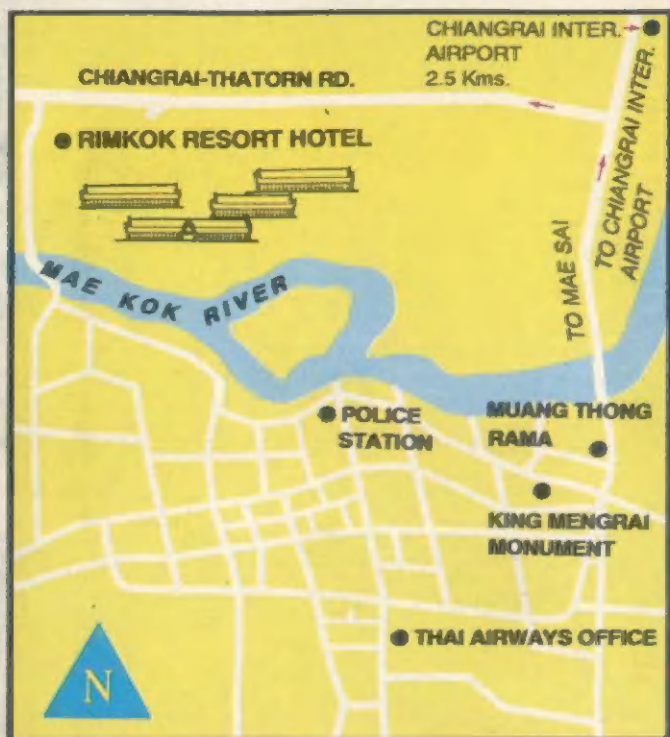 CHIANGRAI INTER.
AIRPORT
2.5 Kms.
CHIANGRAI-THATORN RD.
RIMKOK RESORT HOTEL
TO CHIANGRAI INTER.
AIRPORT
TO MAE SAI
MAE KOK RIVER
POLICE
STATION
MUANG THONG
RAMA
KING MENGRAI
MONUMENT
THAI AIRWAYS OFFICE
N